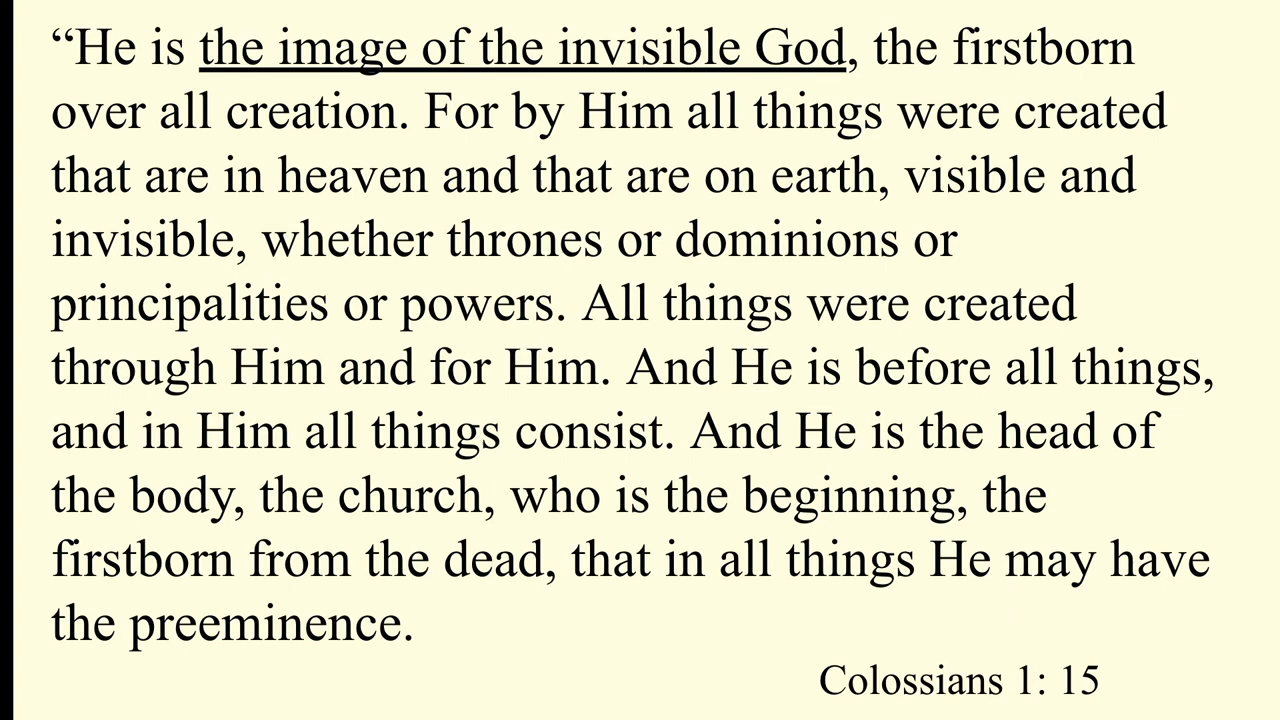 “He is the image of the invisible God, the firstborn
over all creation. For by Him all things were created
that are in heaven and that are on earth, visible and
invisible, whether thrones or dominions or
principalities or powers. All things were created
through Him and for Him. And He is before all things,
and in Him all things consist. And He is the head of
the body, the church, who is the beginning, the
firstborn from the dead, that in all things He may have
the preeminence.
Colossians 1: 15